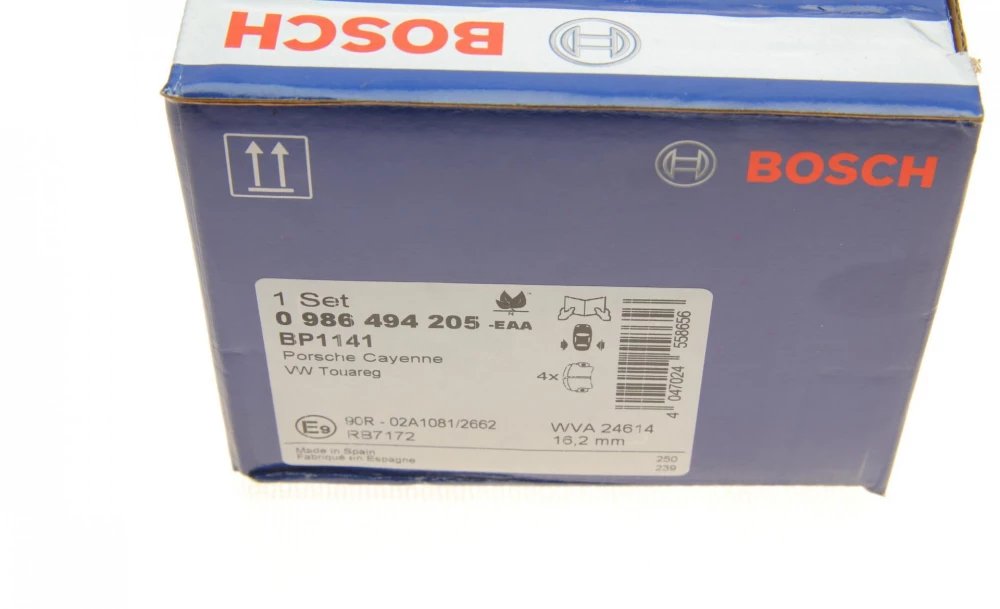 BOSCH
BOSCH
1 Set
0 986 494 205 -EAA
BP1141
Porsche Cayenne
VW Touareg
4x
4 047024 558656
E9
90R - 02A1081/2662
RB7172
WVA 24614
16,2 mm
Made in Spain
Fabriqué en Espagne
250
239